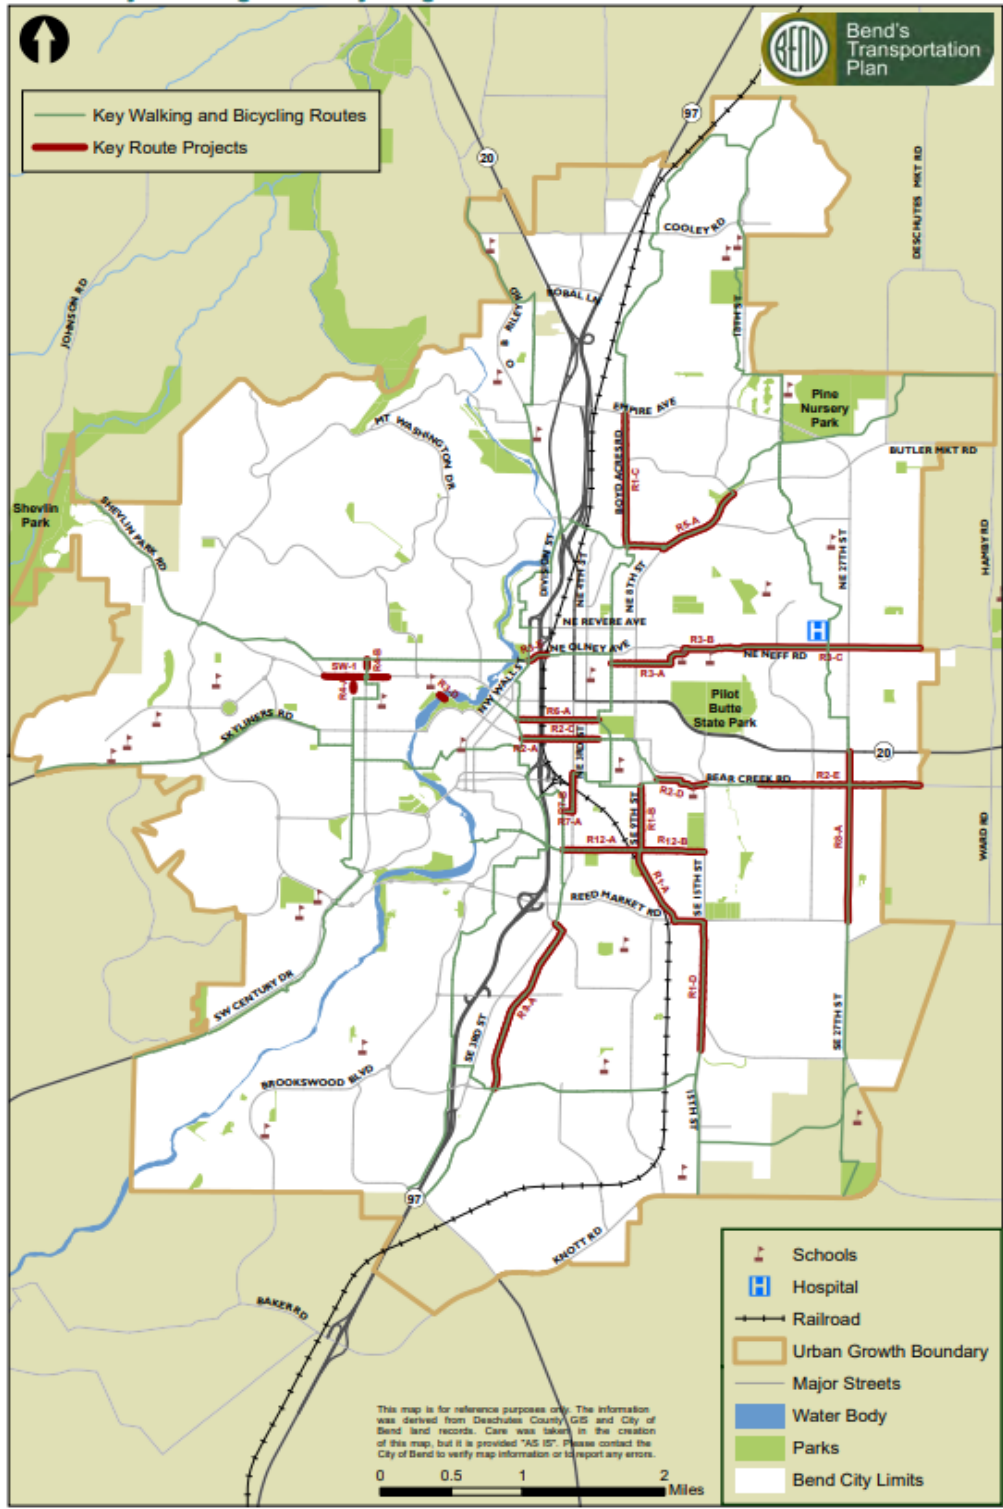 BEND
Bend's
Transportation
Plan
Key Walking and Bicycling Routes
Key Route Projects
97
20
DESCHUTES MKT RD
COOLEY RD
JOHNSON RD
O B RILEY RD
BOBAL LN
18TH ST
Pine
Nursery
Park
EMPIRE AVE
MT WASHINGTON DR
BOYD ACRES RD
R1-C
BUTLER MKT RD
Shevlin
Park
SHEVLIN PARK RD
R5-A
HAMBY RD
DIVISION ST
NE 4TH ST
NE 8TH ST
NE 27TH ST
NE REVERE AVE
H
NE OLNEY AVE
R3-B
NE NEFF RD
R3-C
R3-A
SW-1
R4-B
NW WALL S
Pilot
Butte
State Park
SKYLINERS RD
R6-A
R2-C
R2-A
NE 3RD ST
20
BEAR CREEK RD
R2-E
R2-D
R7-A
SE 9TH ST
R1-B
R12-A
R12-B
R8-A
WARD RD
R1-A
SE 15TH ST
REED MARKET RD
SW CENTURY DR
R1-D
R9-A
SE 3RD ST
SE 27TH ST
BROOKSWOOD BLVD
15TH ST
97
KNOTT RD
BAKER RD
Schools
H Hospital
Railroad
Urban Growth Boundary
Major Streets
Water Body
Parks
Bend City Limits
This map is for reference purposes only. The information
was derived from Deschutes County GIS and City of
Bend land records. Care was taken in the creation
of this map, but it is provided "AS IS". Please contact the
City of Bend to verify map information or to report any errors.
0 0.5 1 2
Miles